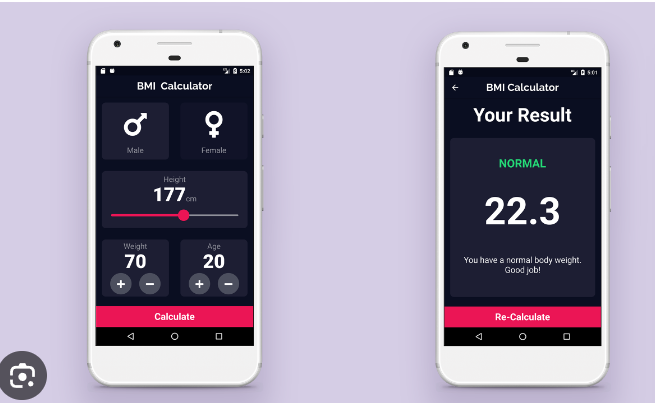 5:02
BMI Calculator
Male
Female
Height
177 cm
Weight
Age
70
20
+ −
+ −
Calculate
5:01
← BMI Calculator
Your Result
NORMAL
22.3
You have a normal body weight.
Good job!
Re-Calculate